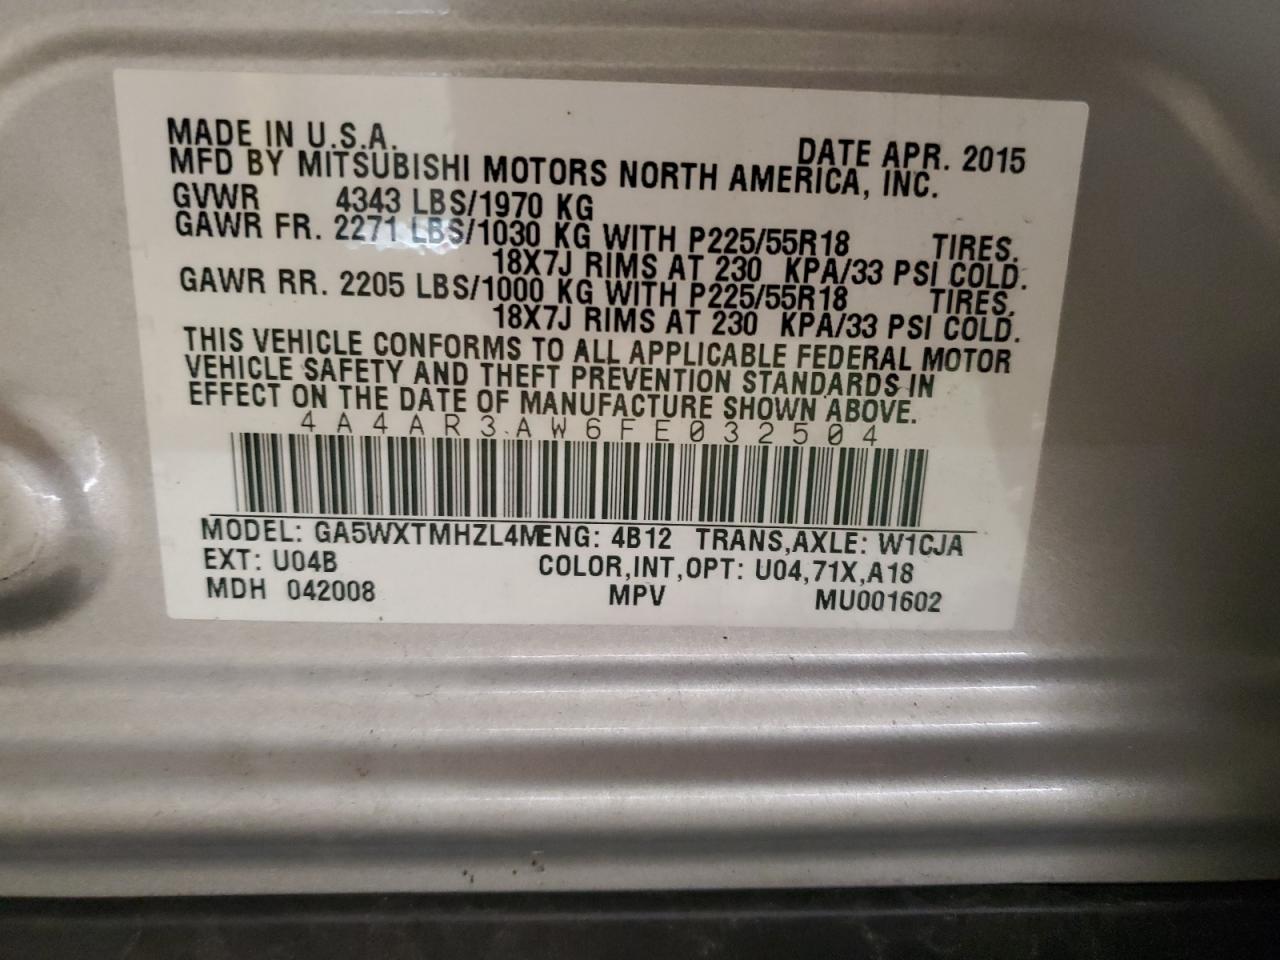 MADE IN U.S.A. DATE APR. 2015
MFD BY MITSUBISHI MOTORS NORTH AMERICA, INC.
GVWR 4343 LBS/1970 KG
GAWR FR. 2271 LBS/1030 KG WITH P225/55R18 TIRES.
18X7J RIMS AT 230 KPA/33 PSI COLD.
GAWR RR. 2205 LBS/1000 KG WITH P225/55R18 TIRES.
18X7J RIMS AT 230 KPA/33 PSI COLD.
THIS VEHICLE CONFORMS TO ALL APPLICABLE FEDERAL MOTOR
VEHICLE SAFETY AND THEFT PREVENTION STANDARDS IN
EFFECT ON THE DATE OF MANUFACTURE SHOWN ABOVE.
4A4AR3AW6FE032504
MODEL: GA5WXTMHZL4M ENG: 4B12 TRANS,AXLE: W1CJA
EXT: U04B COLOR,INT,OPT: U04,71X,A18
MDH 042008 MPV MU001602